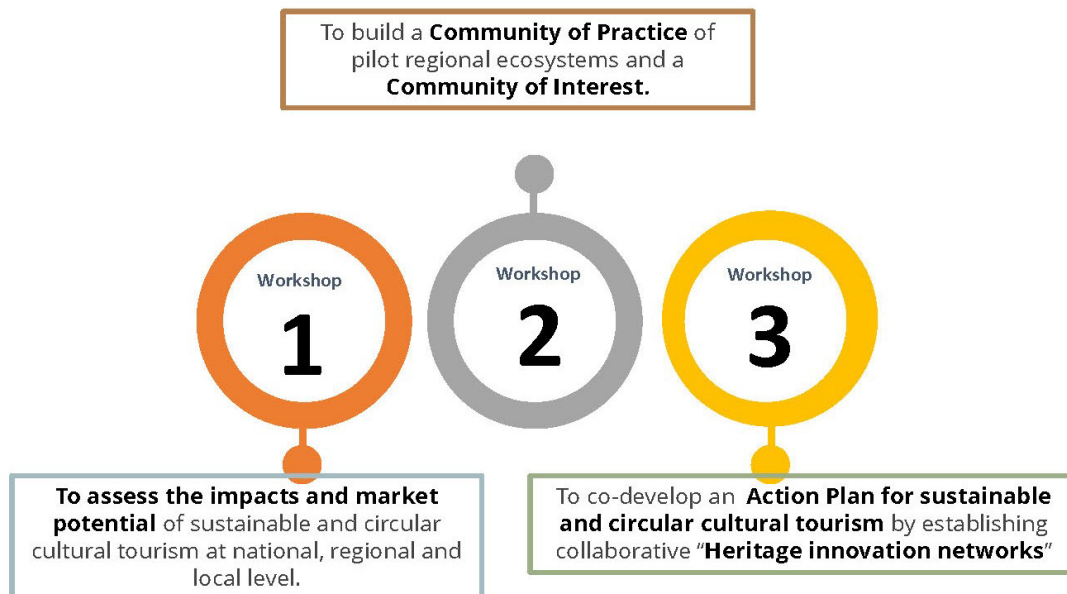 To build a Community of Practice of
pilot regional ecosystems and a
Community of Interest.
Workshop
1
Workshop
2
Workshop
3
To assess the impacts and market
potential of sustainable and circular
cultural tourism at national, regional and
local level.
To co-develop an Action Plan for sustainable
and circular cultural tourism by establishing
collaborative “Heritage innovation networks”